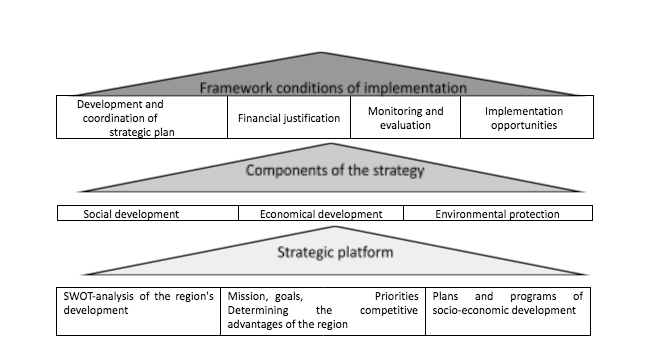 Framework conditions of implementation
Development and
coordination of
strategic plan
Financial justification
Monitoring and
evaluation
Implementation
opportunities
Components of the strategy
Social development
Economical development
Environmental protection
Strategic platform
SWOT-analysis of the region's
development
Mission, goals, Priorities
Determining the competitive
advantages of the region
Plans and programs of
socio-economic development